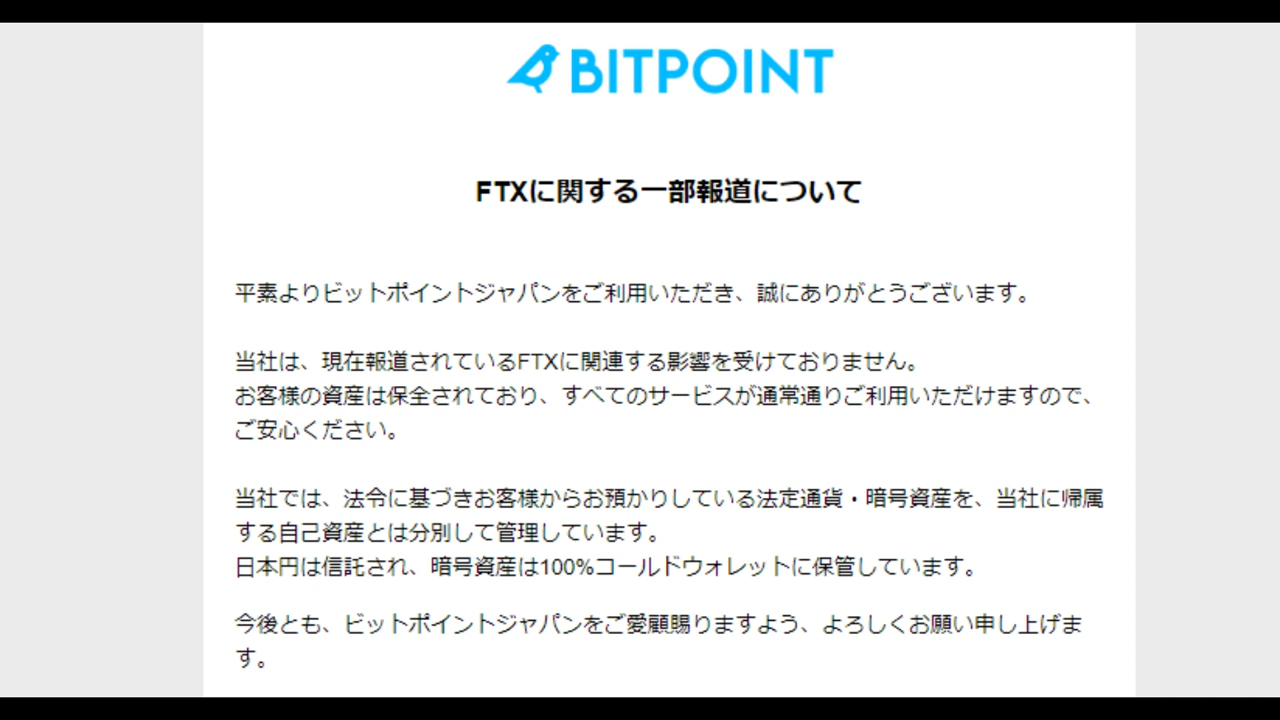 BITPOINT
FTXに関する一部報道について
平素よりビットポイントジャパンをご利用いただき、誠にありがとうございます。
当社は、現在報道されているFTXに関連する影響を受けておりません。
お客様の資産は保全されており、すべてのサービスが通常通りご利用いただけますので、
ご安心ください。
当社では、法令に基づきお客様からお預かりしている法定通貨・暗号資産を、当社に帰属
する自己資産とは分別して管理しています。
日本円は信託され、暗号資産は100%コールドウォレットに保管しています。
今後とも、ビットポイントジャパンをご愛顧賜りますよう、よろしくお願い申し上げま
す。